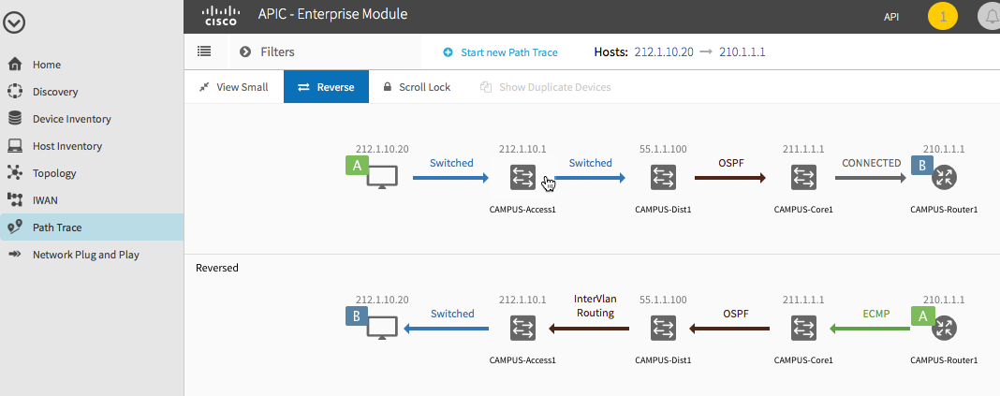 cisco
APIC - Enterprise Module
API
1
Home
Discovery
Device Inventory
Host Inventory
Topology
IWAN
Path Trace
Network Plug and Play
Filters
Start new Path Trace
Hosts: 212.1.10.20 → 210.1.1.1
View Small
Reverse
Scroll Lock
Show Duplicate Devices
212.1.10.20 212.1.10.1 55.1.1.100 211.1.1.1 210.1.1.1
A Switched Switched OSPF CONNECTED B
CAMPUS-Access1 CAMPUS-Dist1 CAMPUS-Core1 CAMPUS-Router1
Reversed
212.1.10.20 212.1.10.1 InterVlan 55.1.1.100 211.1.1.1 210.1.1.1
B Switched Routing OSPF ECMP A
CAMPUS-Access1 CAMPUS-Dist1 CAMPUS-Core1 CAMPUS-Router1